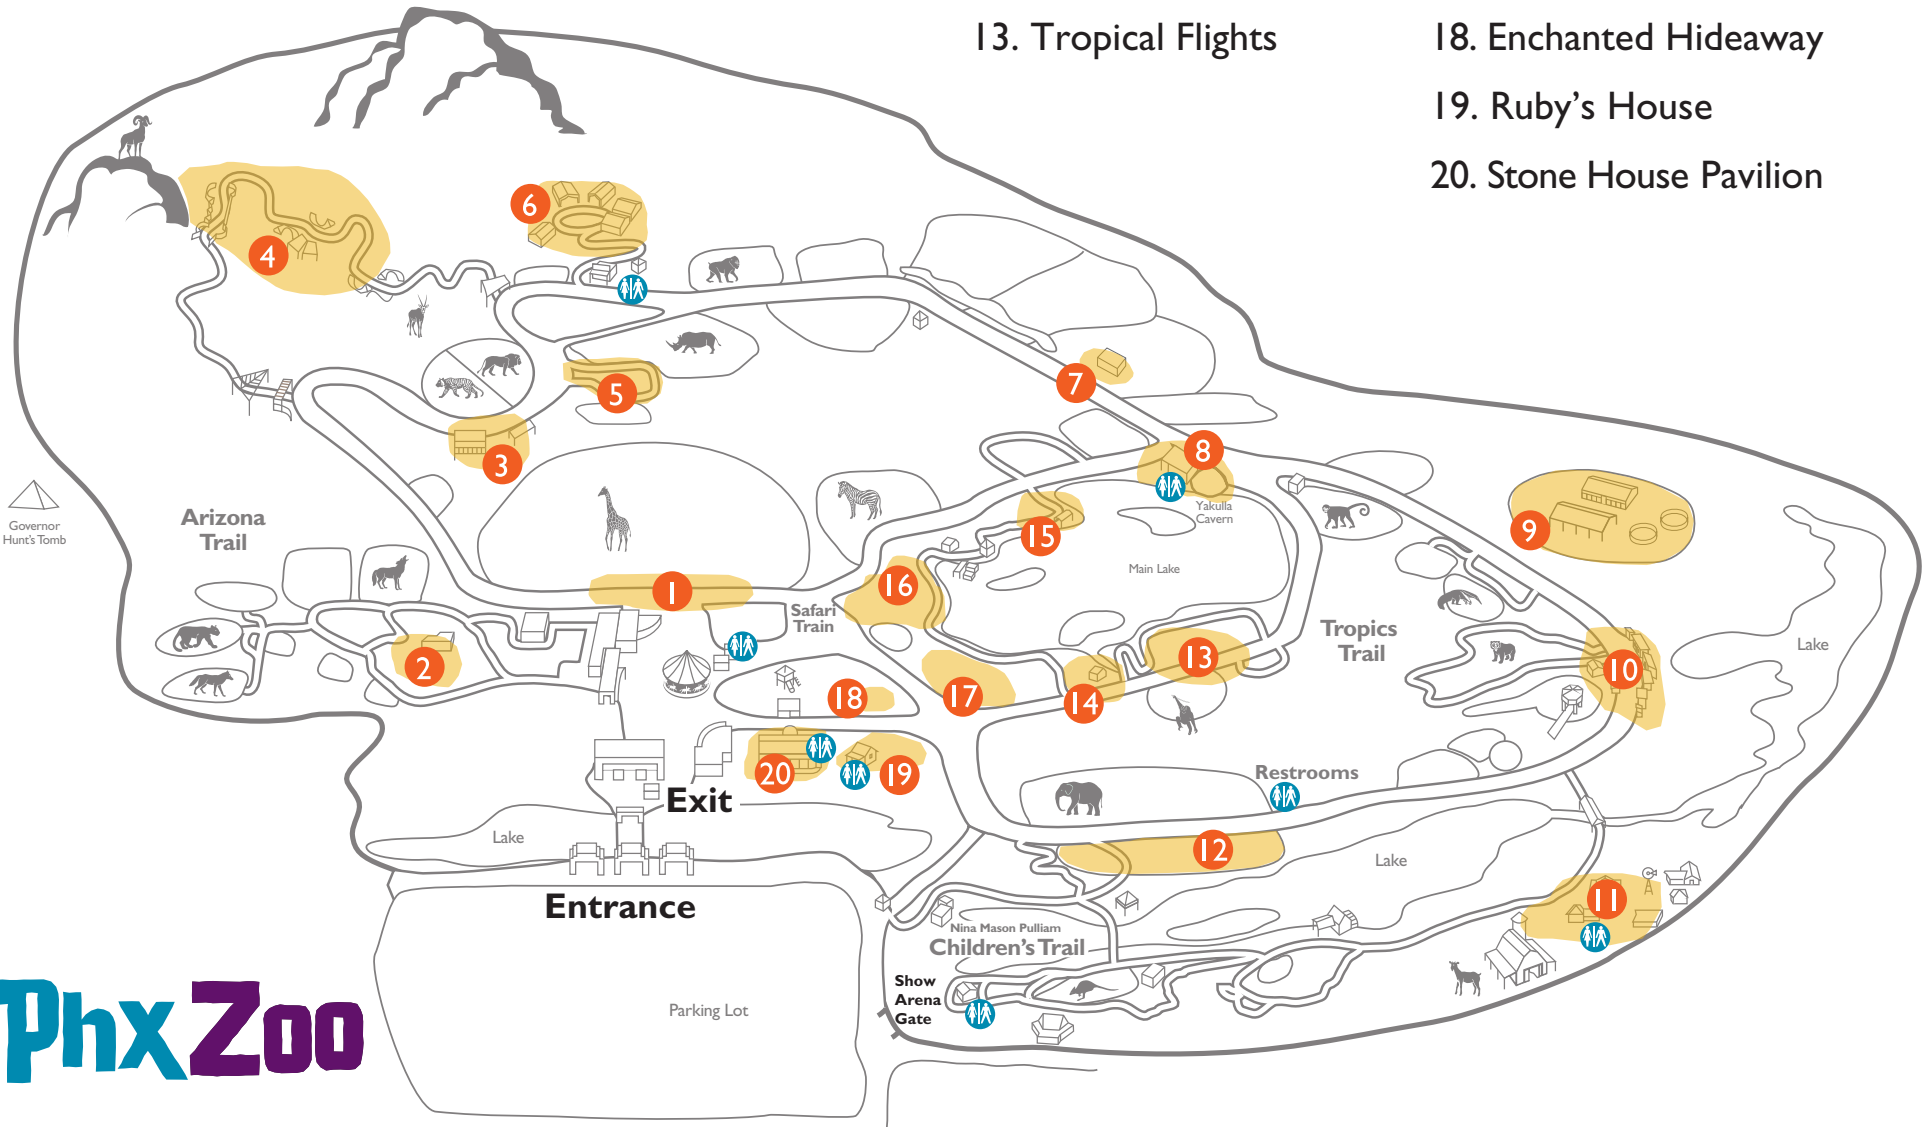 13. Tropical Flights
18. Enchanted Hideaway
19. Ruby's House
20. Stone House Pavilion
6
4
7
5
8
3
Governor
Hunt's Tomb
Arizona
Trail
Yakulla
Cavern
9
15
Main Lake
16
1
Safari
Train
Tropics
Trail
Lake
2
13
10
18
17
14
20
19
Restrooms
Exit
Lake
12
Lake
Entrance
11
Nina Mason Pulliam
Children's Trail
Show
Arena
Gate
Parking Lot
PhxZoo